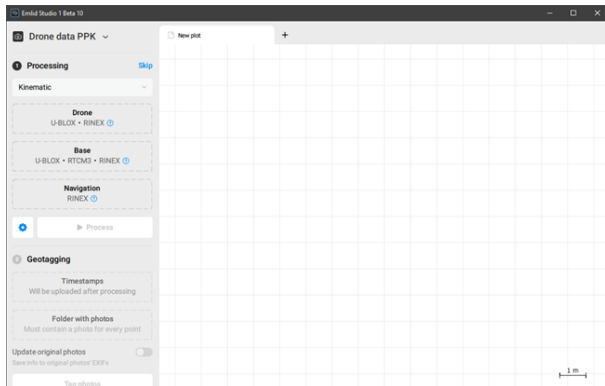 Emlid Studio 1 Beta 10
Drone data PPK
New plot
+
1 Processing Skip
Kinematic
Drone
U-BLOX • RINEX ?
Base
U-BLOX • RTCM3 • RINEX ?
Navigation
RINEX ?
Process
Geotagging
Timestamps
Will be uploaded after processing
Folder with photos
Must contain a photo for every point
Update original photos
Save info to original photos' EXIFs
Tag photos
1 m